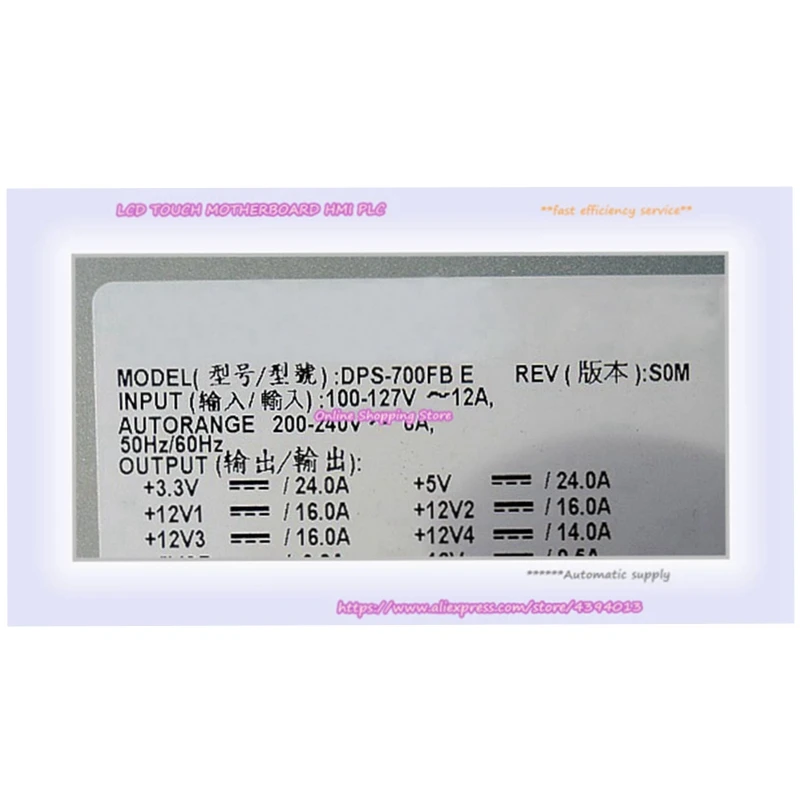 LCD TOUCH MOTHERBOARD HMI PLC
**fast efficiency service**
MODEL( 型号/型號 ):DPS-700FB E REV ( 版本 ):S0M
INPUT (输入/輸入) :100-127V ～12A,
Online Shopping Store
AUTORANGE 200-240V ～ 6A,
50Hz/60Hz
OUTPUT (输出/輸出):
+3.3V / 24.0A +5V / 24.0A
+12V1 / 16.0A +12V2 / 16.0A
+12V3 / 16.0A +12V4 / 14.0A
******Automatic supply
https://www.aliexpress.com/store/4394013